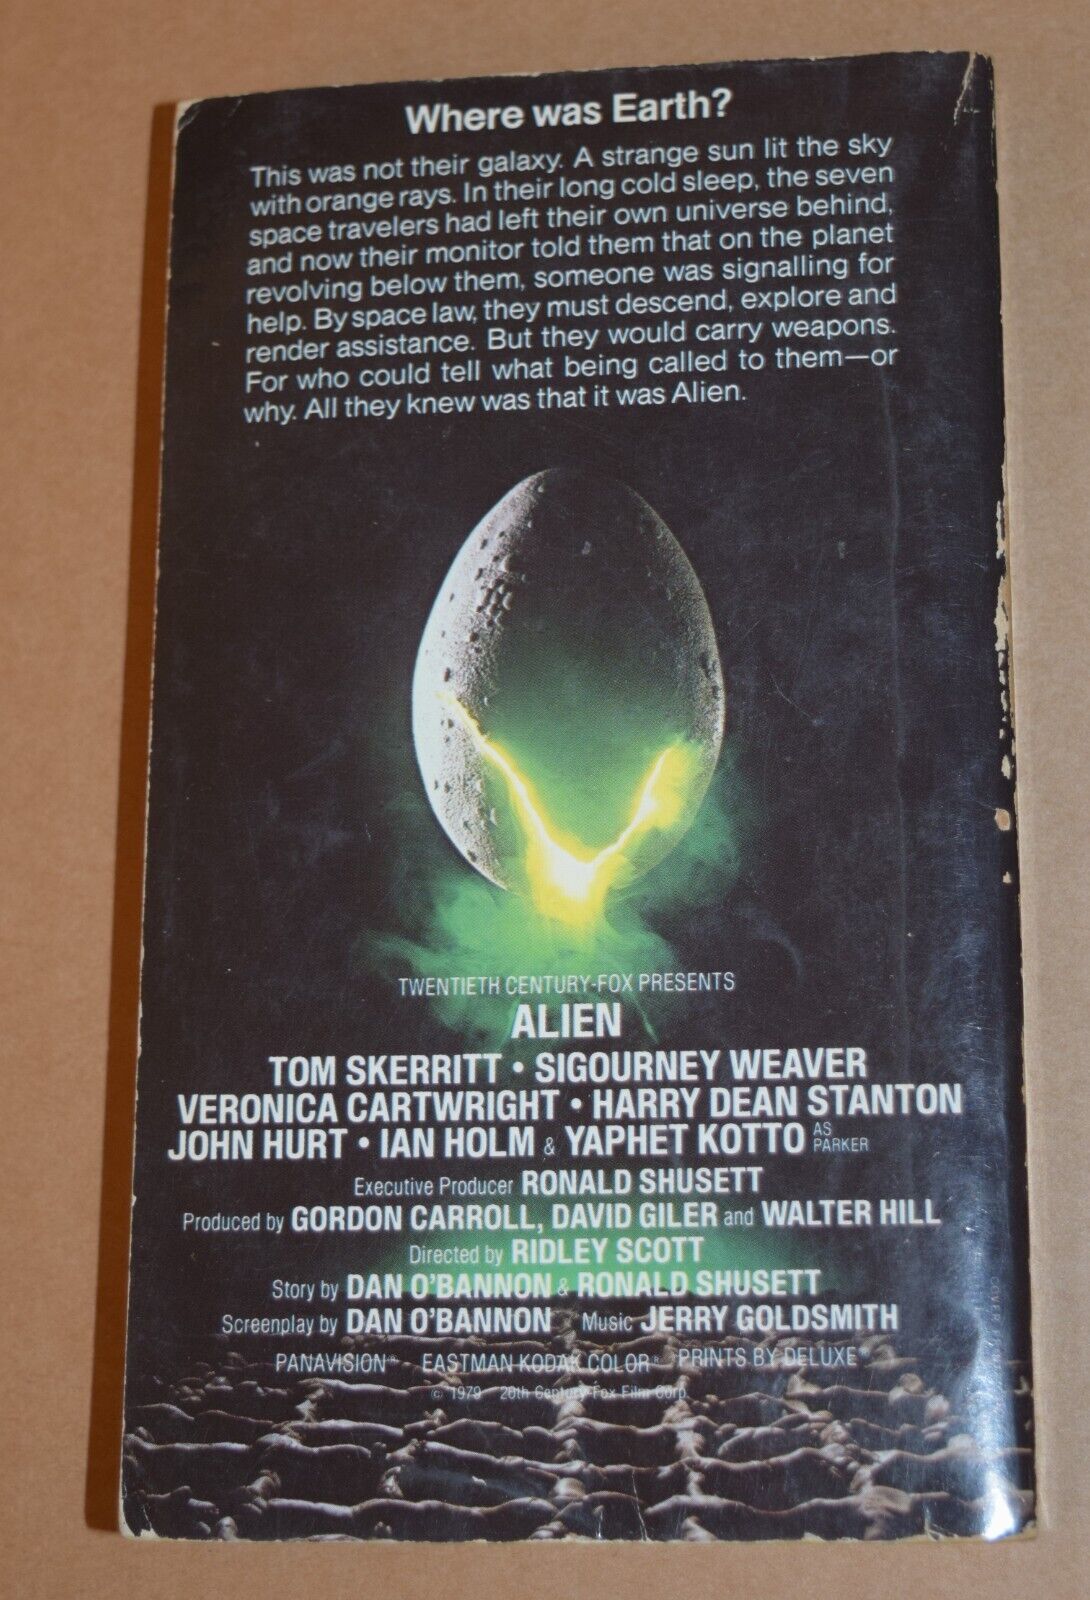 Where was Earth?
This was not their galaxy. A strange sun lit the sky
with orange rays. In their long cold sleep, the seven
space travelers had left their own universe behind,
and now their monitor told them that on the planet
revolving below them, someone was signalling for
help. By space law, they must descend, explore and
render assistance. But they would carry weapons.
For who could tell what being called to them—or
why. All they knew was that it was Alien.
TWENTIETH CENTURY-FOX PRESENTS
ALIEN
TOM SKERRITT • SIGOURNEY WEAVER
VERONICA CARTWRIGHT • HARRY DEAN STANTON
JOHN HURT • IAN HOLM & YAPHET KOTTO AS PARKER
Executive Producer RONALD SHUSETT
Produced by GORDON CARROLL, DAVID GILER and WALTER HILL
Directed by RIDLEY SCOTT
Story by DAN O'BANNON & RONALD SHUSETT
Screenplay by DAN O'BANNON Music JERRY GOLDSMITH
PANAVISION® EASTMAN KODAK COLOR® PRINTS BY DELUXE®
© 1979 20th Century-Fox Film Corp.